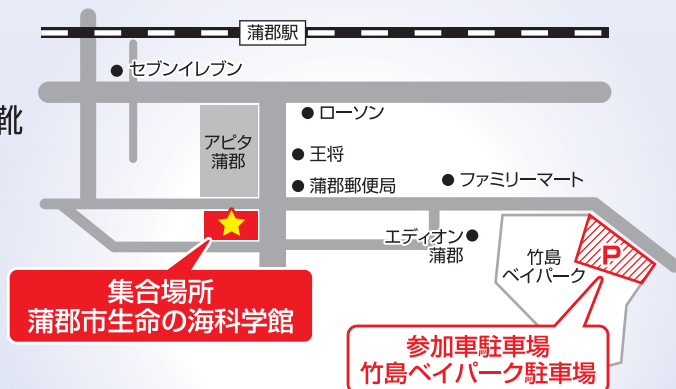 蒲郡駅
セブンイレブン
靴
ローソン
アピタ
蒲郡
王将
蒲郡郵便局
ファミリーマート
エディオン
蒲郡
竹島
ベイパーク
P
集合場所
蒲郡市生命の海科学館
参加車駐車場
竹島ベイパーク駐車場